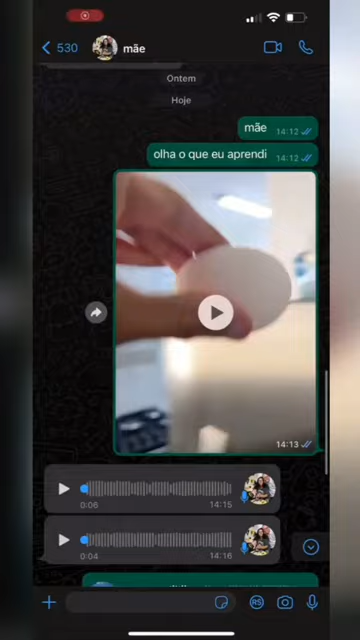 530 mãe
Ontem
Hoje
mãe 14:12
olha o que eu aprendi 14:12
14:13
0:06 14:15
0:04 14:16
R$